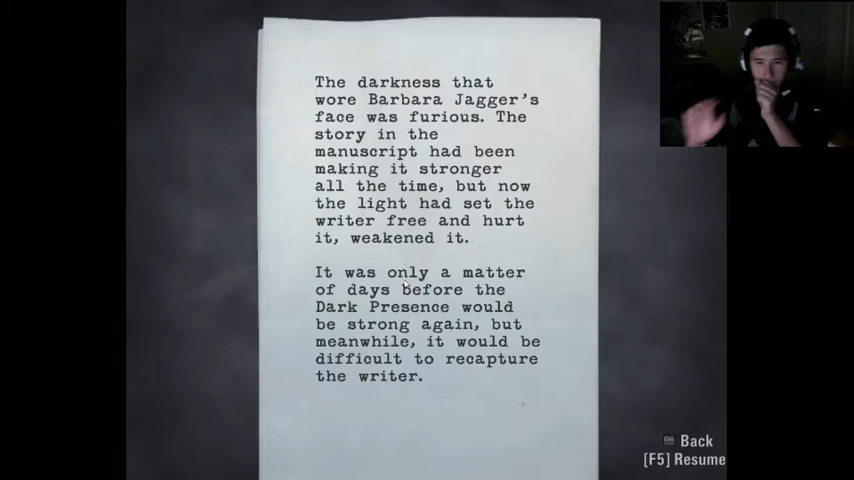 The darkness that
wore Barbara Jagger's
face was furious. The
story in the
manuscript had been
making it stronger
all the time, but now
the light had set the
writer free and hurt
it, weakened it.
It was only a matter
of days before the
Dark Presence would
be strong again, but
meanwhile, it would be
difficult to recapture
the writer.
Back
[F5] Resume